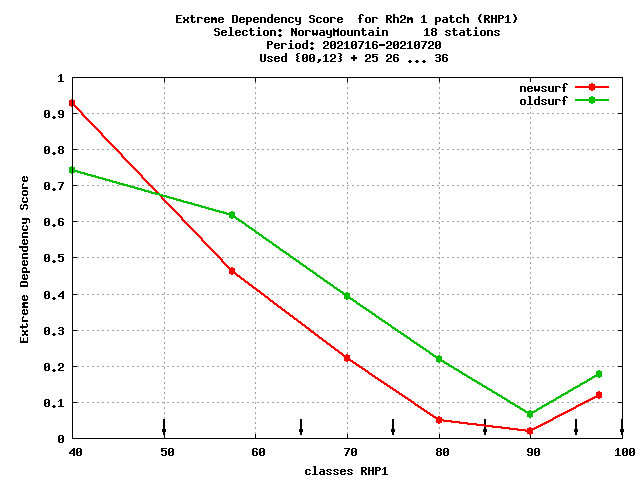 Extreme Dependency Score  for Rh2m 1 patch (RHP1)
Selection: NorwayMountain     18 stations
Period: 20210716-20210720
Used {00,12} + 25 26 ... 36
newsurf
oldsurf
1
0.9
0.8
0.7
0.6
0.5
0.4
0.3
0.2
0.1
0
Extreme Dependency Score
40 50 60 70 80 90 100
classes RHP1